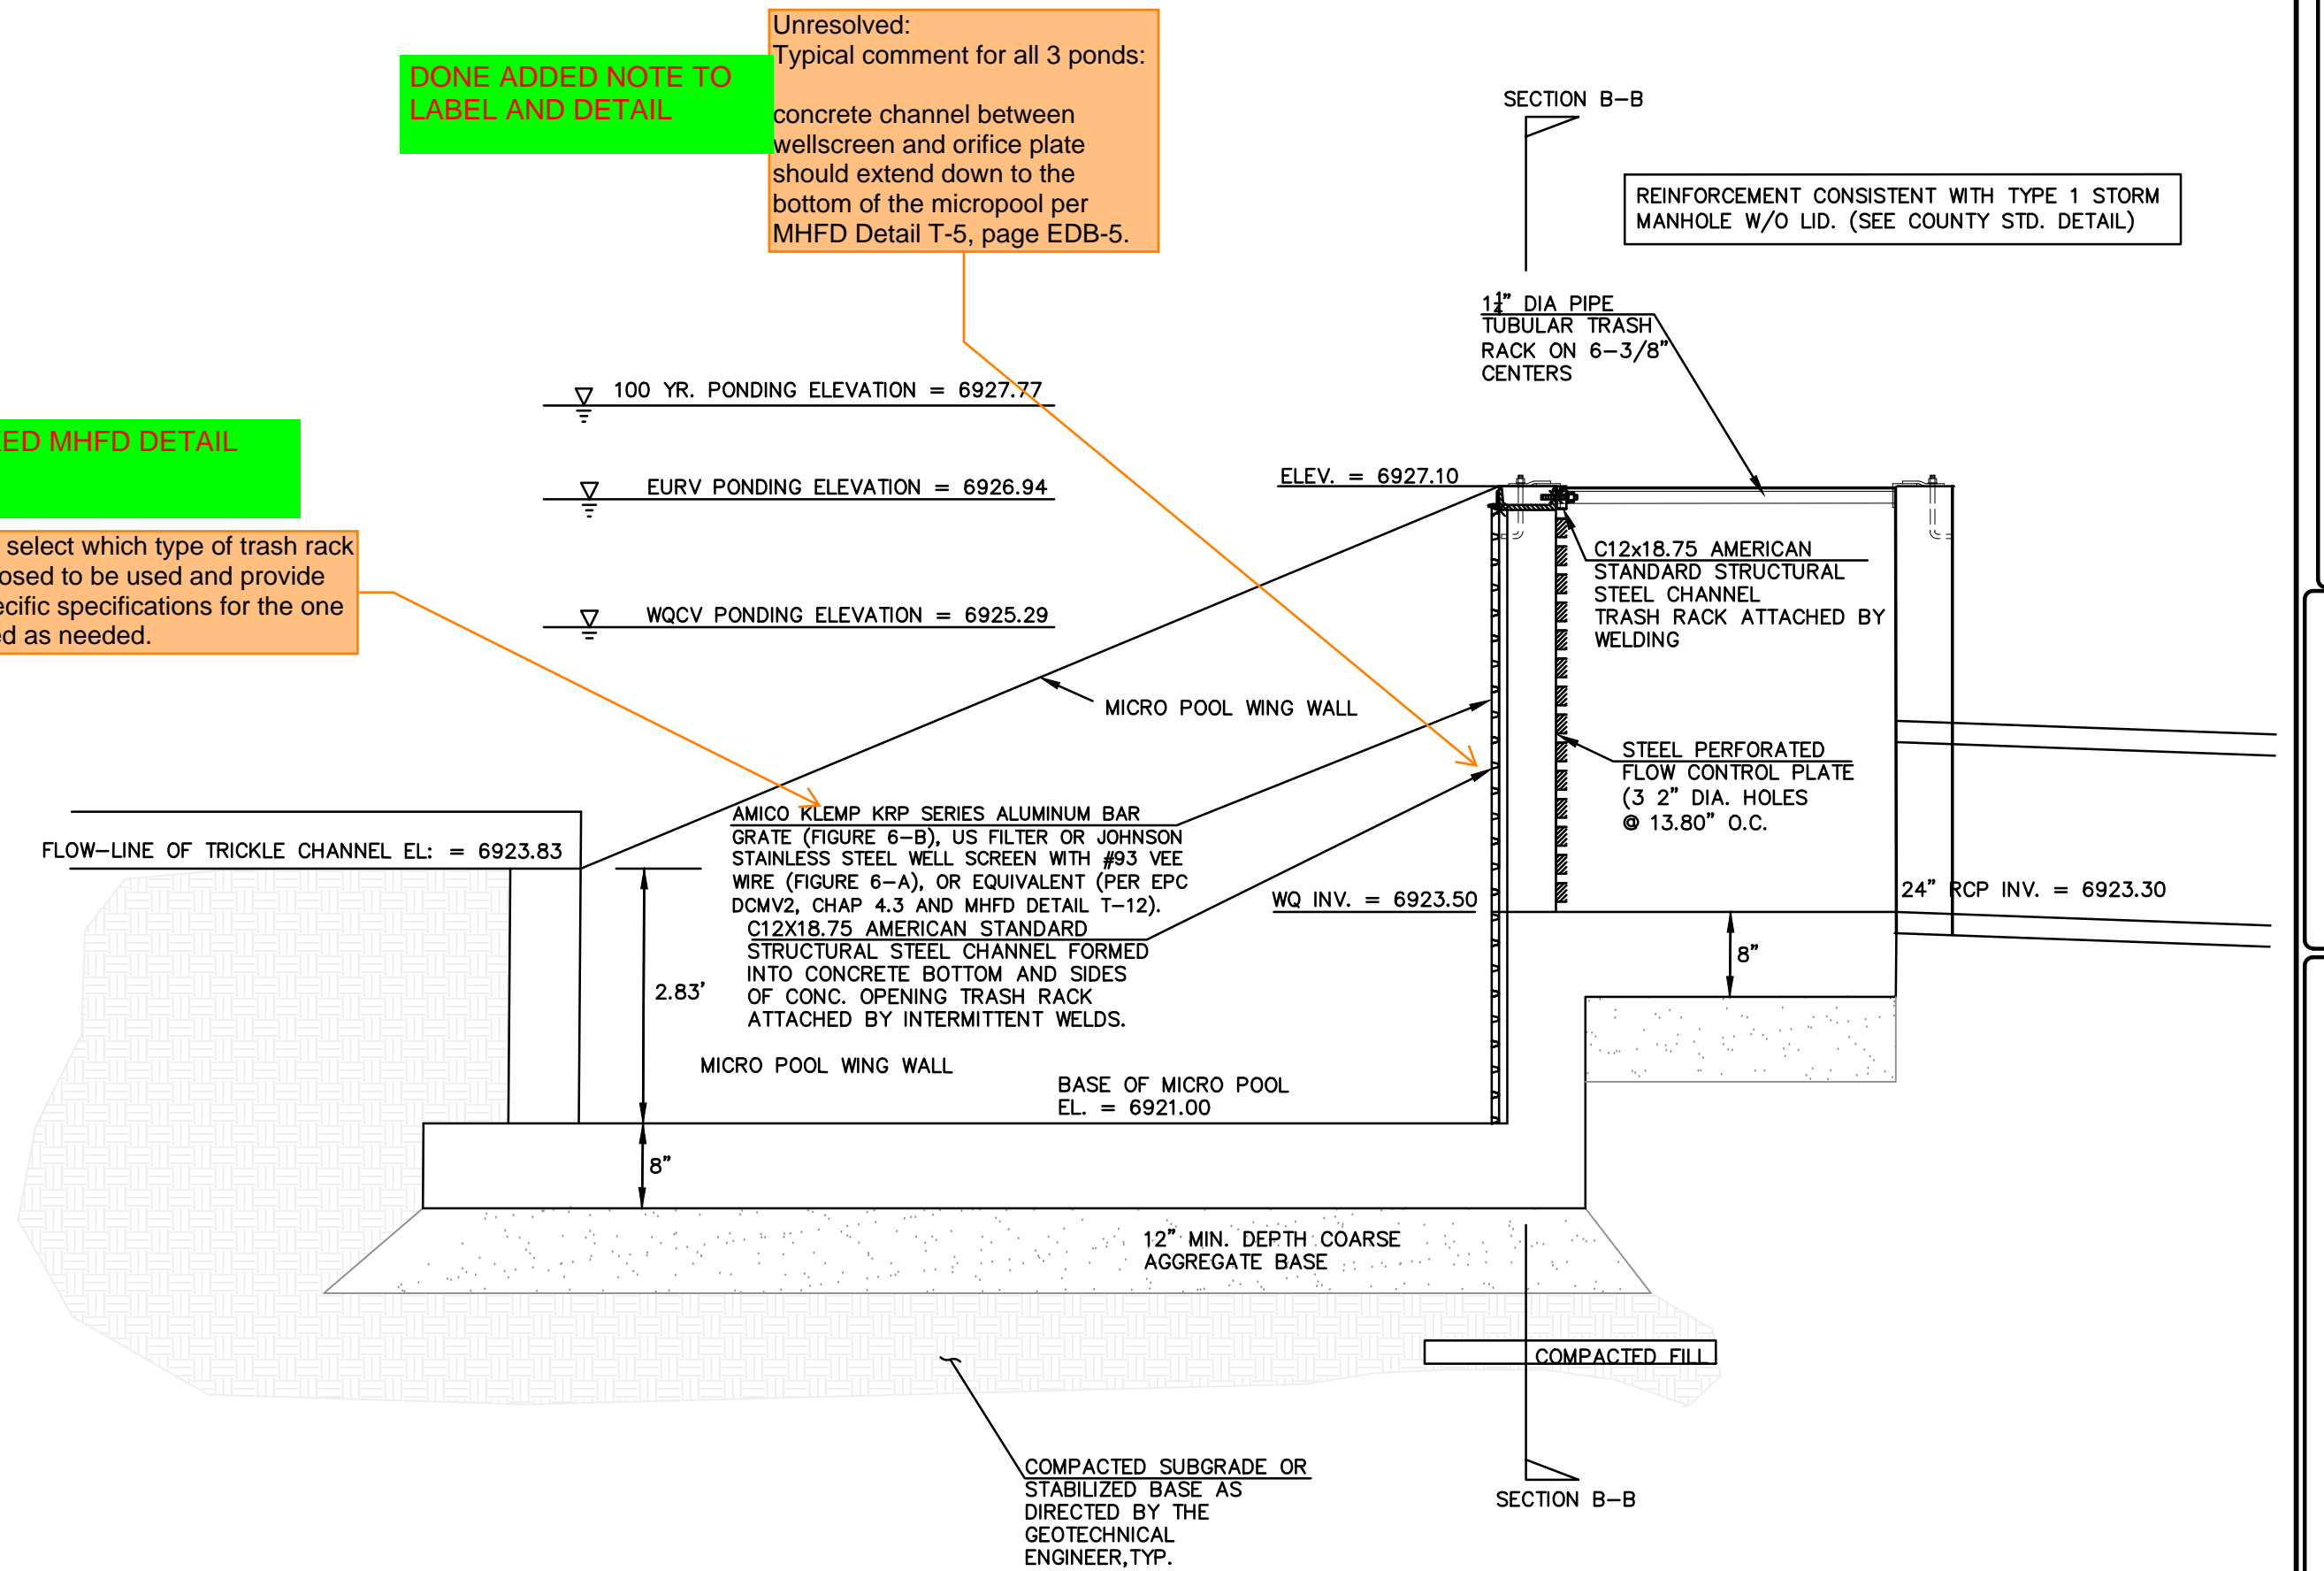 Unresolved:
Typical comment for all 3 ponds:
concrete channel between
wellscreen and orifice plate
should extend down to the
bottom of the micropool per
MHFD Detail T-5, page EDB-5.
DONE ADDED NOTE TO
LABEL AND DETAIL
SECTION B-B
REINFORCEMENT CONSISTENT WITH TYPE 1 STORM
MANHOLE W/O LID. (SEE COUNTY STD. DETAIL)
1 1/4" DIA PIPE
TUBULAR TRASH
RACK ON 6-3/8"
CENTERS
100 YR. PONDING ELEVATION = 6927.77
MHFD DETAIL
EURV PONDING ELEVATION = 6926.94
ELEV. = 6927.10
select which type of trash rack
to be used and provide
specifications for the one
as needed.
WQCV PONDING ELEVATION = 6925.29
C12x18.75 AMERICAN
STANDARD STRUCTURAL
STEEL CHANNEL
TRASH RACK ATTACHED BY
WELDING
MICRO POOL WING WALL
STEEL PERFORATED
FLOW CONTROL PLATE
(3 2" DIA. HOLES
@ 13.80" O.C.
AMICO KLEMP KRP SERIES ALUMINUM BAR
GRATE (FIGURE 6-B), US FILTER OR JOHNSON
STAINLESS STEEL WELL SCREEN WITH #93 VEE
WIRE (FIGURE 6-A), OR EQUIVALENT (PER EPC
DCMV2, CHAP 4.3 AND MHFD DETAIL T-12).
FLOW-LINE OF TRICKLE CHANNEL EL: = 6923.83
C12X18.75 AMERICAN STANDARD
STRUCTURAL STEEL CHANNEL FORMED
INTO CONCRETE BOTTOM AND SIDES
OF CONC. OPENING TRASH RACK
ATTACHED BY INTERMITTENT WELDS.
WQ INV. = 6923.50
24" RCP INV. = 6923.30
8"
2.83'
MICRO POOL WING WALL
BASE OF MICRO POOL
EL. = 6921.00
8"
12" MIN. DEPTH COARSE
AGGREGATE BASE
COMPACTED FILL
COMPACTED SUBGRADE OR
STABILIZED BASE AS
DIRECTED BY THE
GEOTECHNICAL
ENGINEER,TYP.
SECTION B-B